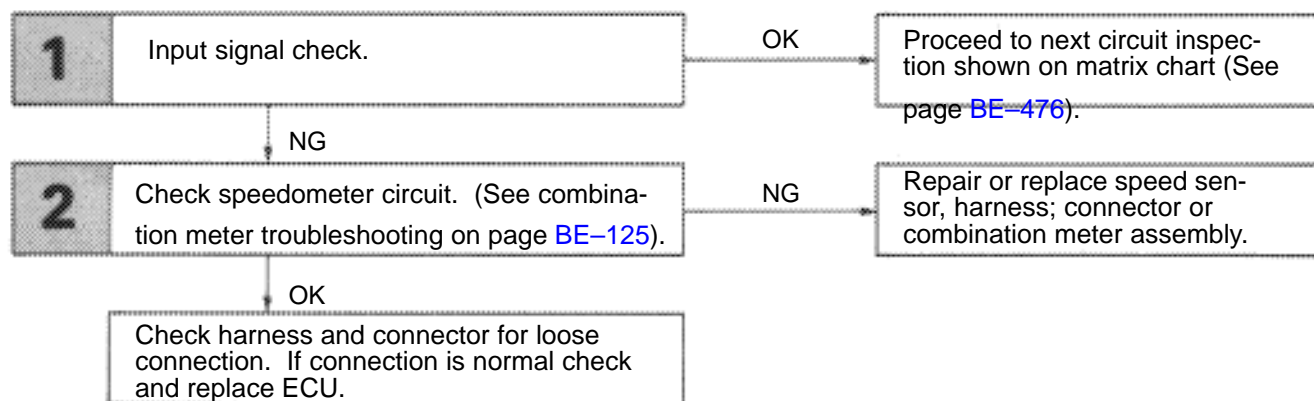 1
Input signal check.
OK
Proceed to next circuit inspec–
tion shown on matrix chart (See
page BE–476).
NG
2
Check speedometer circuit. (See combina–
tion meter troubleshooting on page BE–125).
NG
Repair or replace speed sen–
sor, harness; connector or
combination meter assembly.
OK
Check harness and connector for loose
connection. If connection is normal check
and replace ECU.